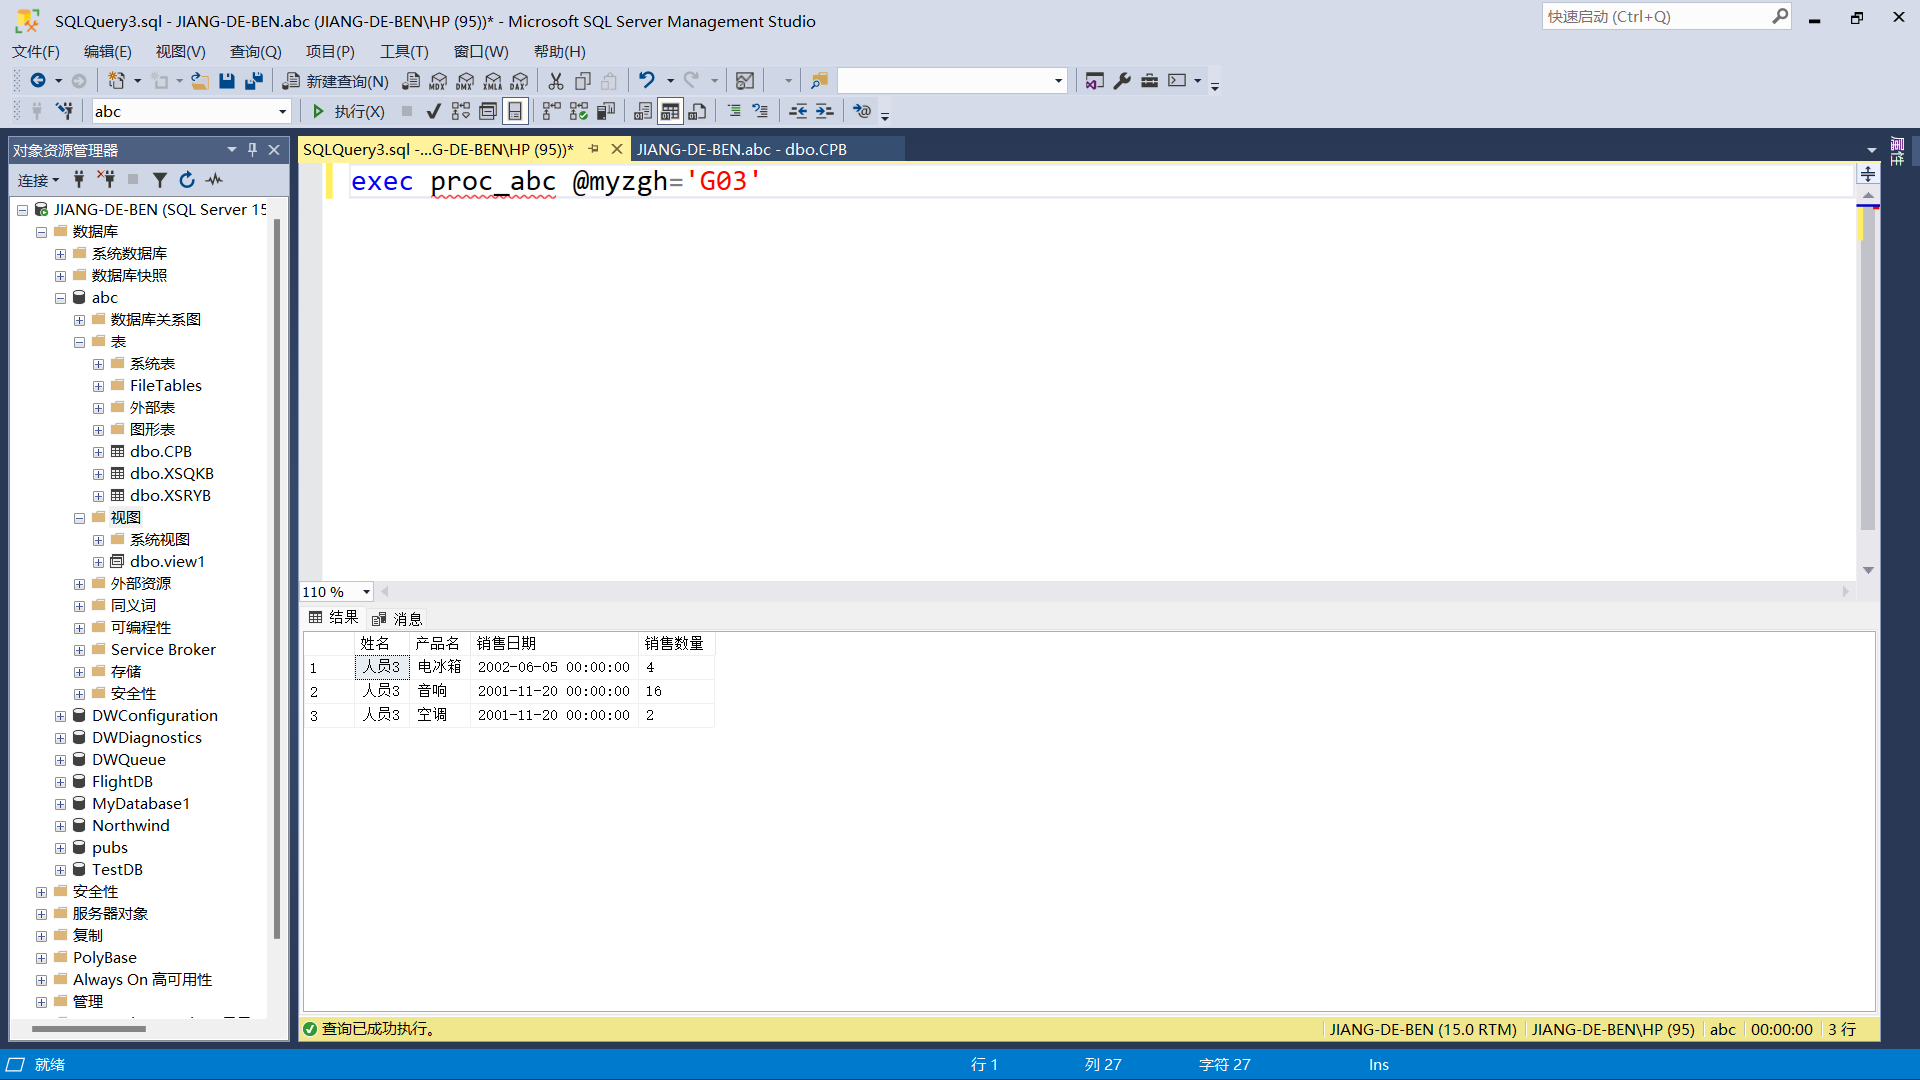 SQLQuery3.sql - JIANG-DE-BEN.abc (JIANG-DE-BEN\HP (95))* - Microsoft SQL Server Management Studio
快速启动 (Ctrl+Q)
文件(F) 编辑(E) 视图(V) 查询(Q) 项目(P) 工具(T) 窗口(W) 帮助(H)
新建查询(N) MDX DMX XMLA DAX
abc 执行(X)
对象资源管理器
连接
JIANG-DE-BEN (SQL Server 15
数据库
系统数据库
数据库快照
abc
数据库关系图
表
系统表
FileTables
外部表
图形表
dbo.CPB
dbo.XSQKB
dbo.XSRYB
视图
系统视图
dbo.view1
外部资源
同义词
可编程性
Service Broker
存储
安全性
DWConfiguration
DWDiagnostics
DWQueue
FlightDB
MyDatabase1
Northwind
pubs
TestDB
安全性
服务器对象
复制
PolyBase
Always On 高可用性
管理
SQLQuery3.sql -...G-DE-BEN\HP (95))* JIANG-DE-BEN.abc - dbo.CPB
属性
exec proc_abc @myzgh='G03'
110 %
结果 消息
姓名 产品名 销售日期 销售数量
1 人员3 电冰箱 2002-06-05 00:00:00 4
2 人员3 音响 2001-11-20 00:00:00 16
3 人员3 空调 2001-11-20 00:00:00 2
查询已成功执行。 JIANG-DE-BEN (15.0 RTM) JIANG-DE-BEN\HP (95) abc 00:00:00 3 行
就绪 行 1 列 27 字符 27 Ins